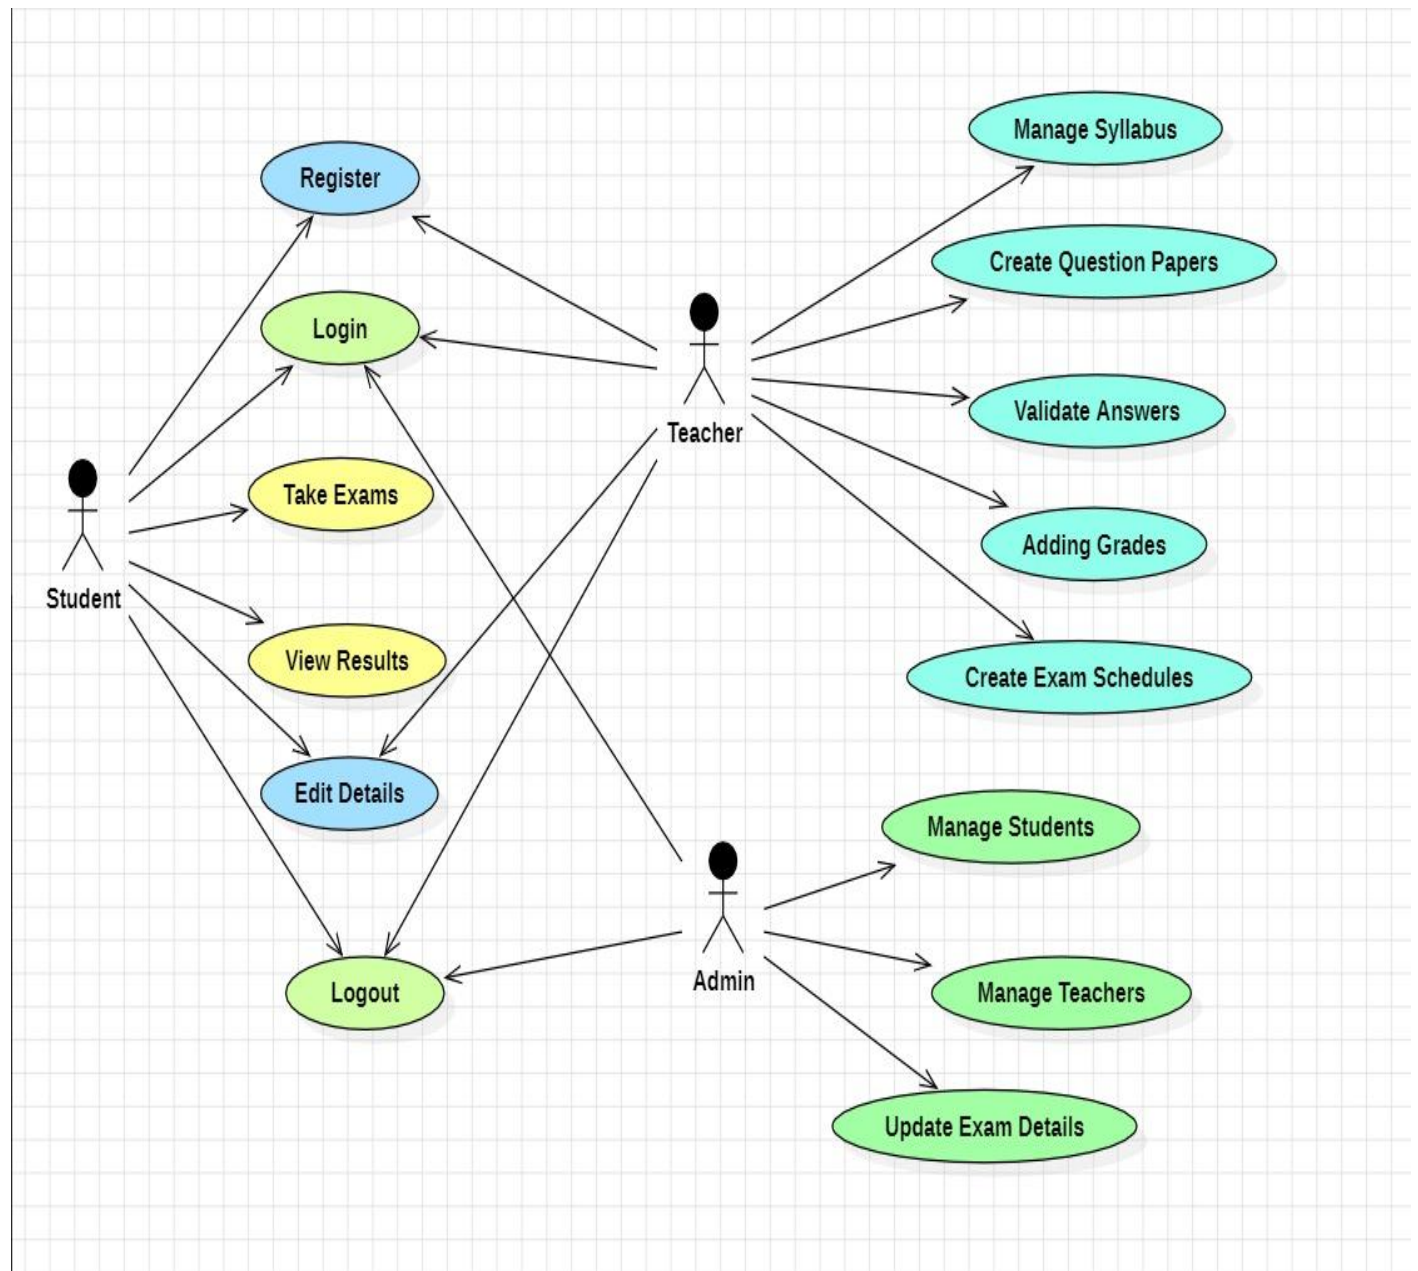 Manage Syllabus
Register
Create Question Papers
Login
Validate Answers
Teacher
Take Exams
Adding Grades
Student
View Results
Create Exam Schedules
Edit Details
Manage Students
Admin
Logout
Manage Teachers
Update Exam Details